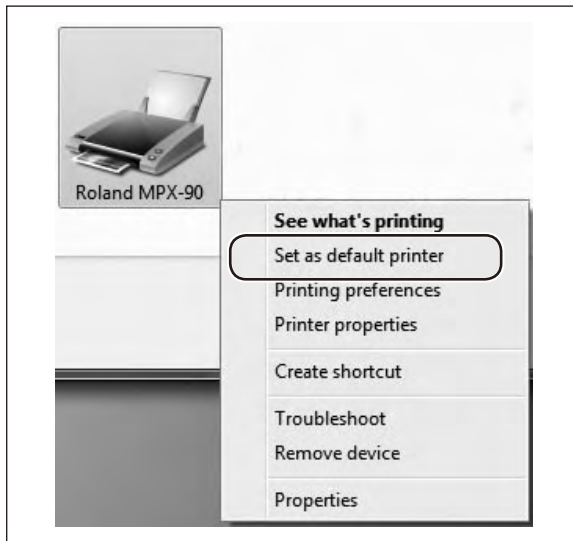 Roland MPX-90
See what's printing
Set as default printer
Printing preferences
Printer properties
Create shortcut
Troubleshoot
Remove device
Properties